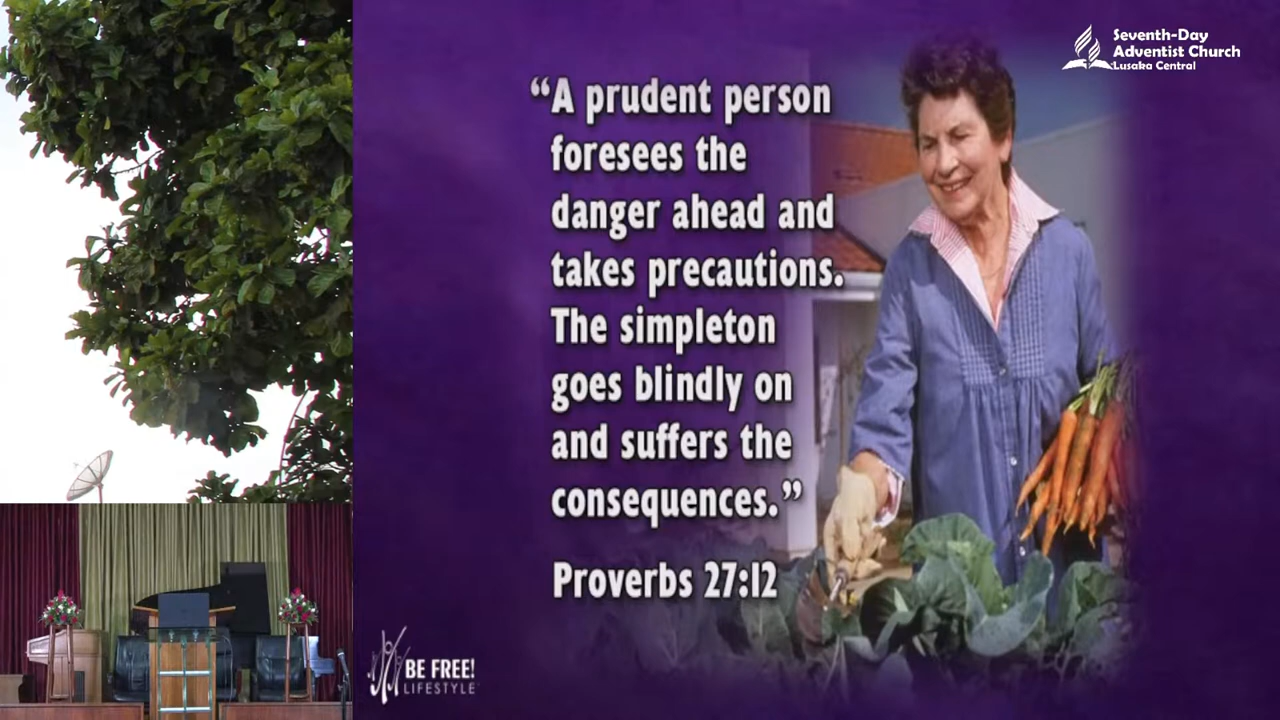 Seventh-Day
Adventist Church
Lusaka Central
“A prudent person
foresees the
danger ahead and
takes precautions.
The simpleton
goes blindly on
and suffers the
consequences.”
Proverbs 27:12
BE FREE!
LIFESTYLE